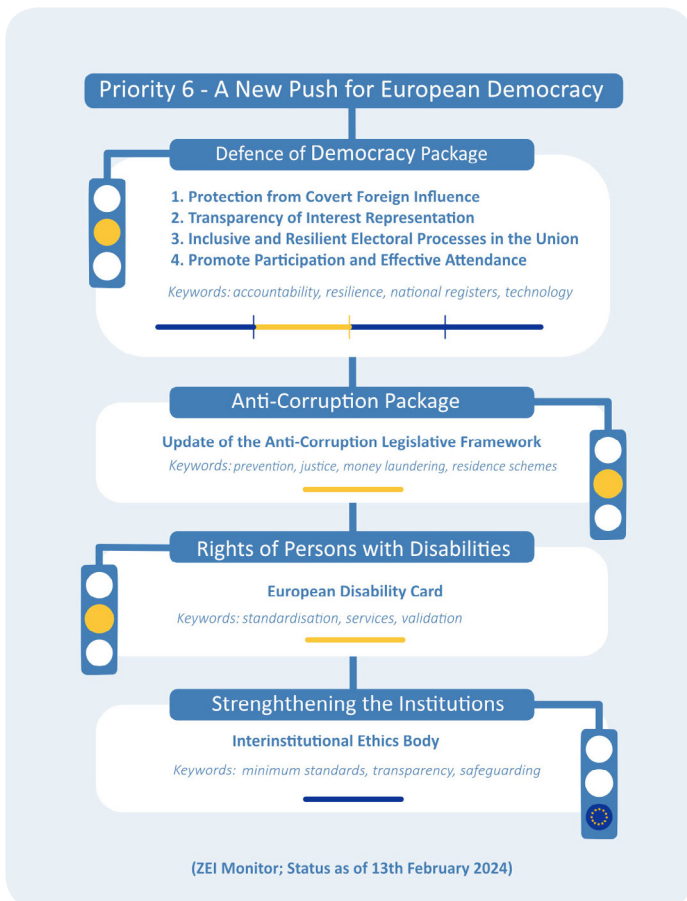 Priority 6 - A New Push for European Democracy
Defence of Democracy Package
1. Protection from Covert Foreign Influence
2. Transparency of Interest Representation
3. Inclusive and Resilient Electoral Processes in the Union
4. Promote Participation and Effective Attendance
Keywords: accountability, resilience, national registers, technology
Anti-Corruption Package
Update of the Anti-Corruption Legislative Framework
Keywords: prevention, justice, money laundering, residence schemes
Rights of Persons with Disabilities
European Disability Card
Keywords: standardisation, services, validation
Strenghthening the Institutions
Interinstitutional Ethics Body
Keywords: minimum standards, transparency, safeguarding
(ZEI Monitor; Status as of 13th February 2024)